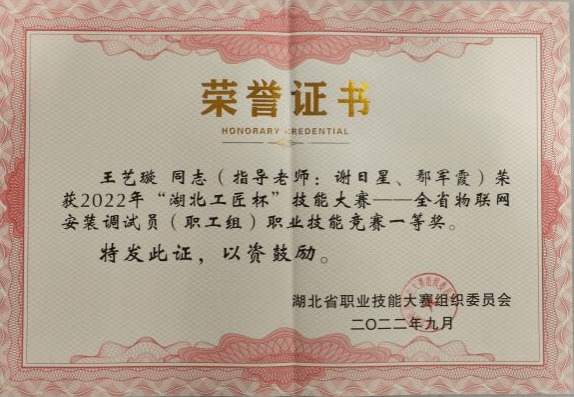 荣誉证书
HONORARY CREDENTIAL
王艺璇 同志（指导老师：谢日星、鄢军霞）荣
获2022年“湖北工匠杯”技能大赛——全省物联网
安装调试员（职工组）职业技能竞赛一等奖。
特发此证，以资鼓励。
湖北省职业技能大赛组织委员会
二〇二二年九月